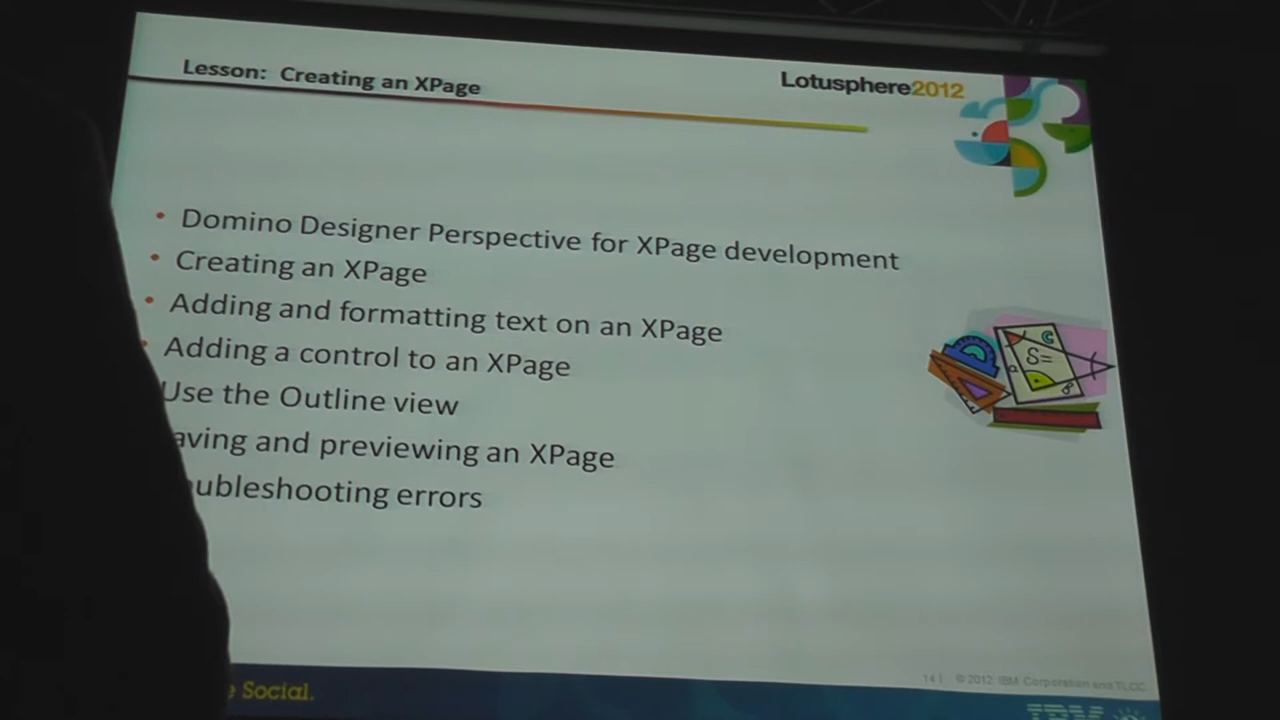 Lesson: Creating an XPage
Lotusphere2012
• Domino Designer Perspective for XPage development
• Creating an XPage
• Adding and formatting text on an XPage
• Adding a control to an XPage
Use the Outline view
aving and previewing an XPage
ubleshooting errors
S=
e Social.
14 | © 2012 IBM Corporation and TLCC
IBM